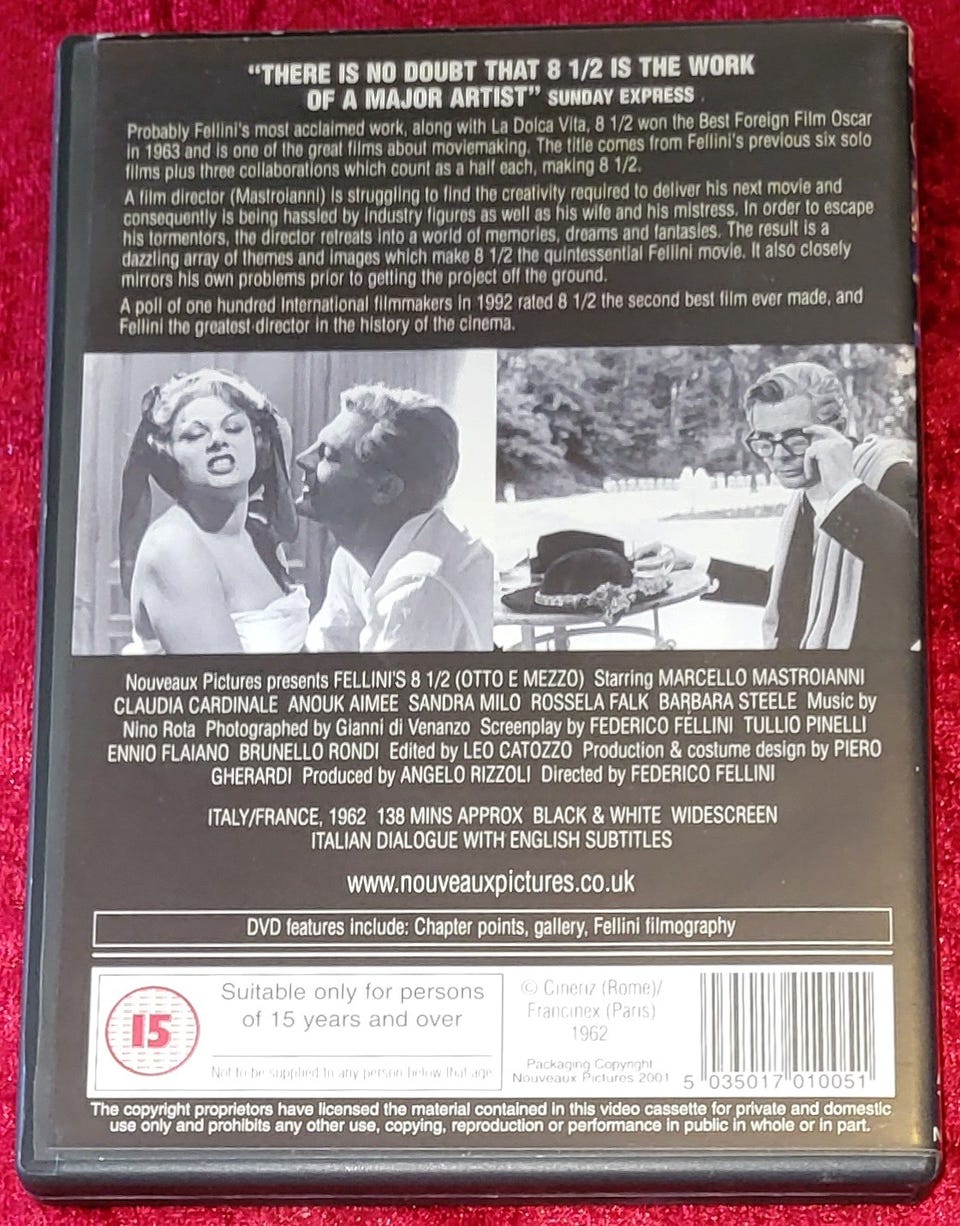 “THERE IS NO DOUBT THAT 8 1/2 IS THE WORK
OF A MAJOR ARTIST” SUNDAY EXPRESS
Probably Fellini's most acclaimed work, along with La Dolca Vita, 8 1/2 won the Best Foreign Film Oscar
in 1963 and is one of the great films about moviemaking. The title comes from Fellini's previous six solo
films plus three collaborations which count as a half each, making 8 1/2.
A film director (Mastroianni) is struggling to find the creativity required to deliver his next movie and
consequently is being hassled by industry figures as well as his wife and his mistress. In order to escape
his tormentors, the director retreats into a world of memories, dreams and fantasies. The result is a
dazzling array of themes and images which make 8 1/2 the quintessential Fellini movie. It also closely
mirrors his own problems prior to getting the project off the ground.
A poll of one hundred International filmmakers in 1992 rated 8 1/2 the second best film ever made, and
Fellini the greatest director in the history of the cinema.
Nouveaux Pictures presents FELLINI'S 8 1/2 (OTTO E MEZZO) Starring MARCELLO MASTROIANNI
CLAUDIA CARDINALE ANOUK AIMEE SANDRA MILO ROSSELA FALK BARBARA STEELE Music by
Nino Rota Photographed by Gianni di Venanzo Screenplay by FEDERICO FELLINI TULLIO PINELLI
ENNIO FLAIANO BRUNELLO RONDI Edited by LEO CATOZZO Production & costume design by PIERO
GHERARDI Produced by ANGELO RIZZOLI Directed by FEDERICO FELLINI
ITALY/FRANCE, 1962 138 MINS APPROX BLACK & WHITE WIDESCREEN
ITALIAN DIALOGUE WITH ENGLISH SUBTITLES
www.nouveauxpictures.co.uk
DVD features include: Chapter points, gallery, Fellini filmography
15
Suitable only for persons
of 15 years and over
Not to be supplied to any person below that age
© Cineriz (Rome)/
Francinex (Paris)
1962
Packaging Copyright
Nouveaux Pictures 2001
5 035017 010051
The copyright proprietors have licensed the material contained in this video cassette for private and domestic
use only and prohibits any other use, copying, reproduction or performance in public in whole or in part.